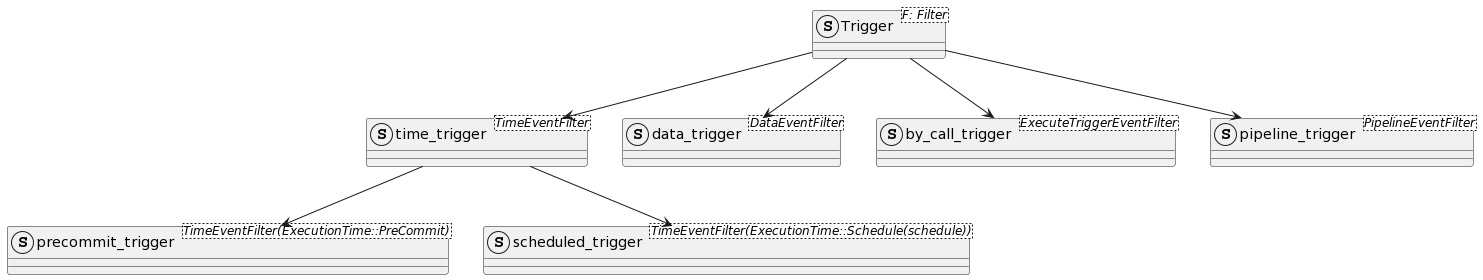 F: Filter
S Trigger
TimeEventFilter
S time_trigger
DataEventFilter
S data_trigger
ExecuteTriggerEventFilter
S by_call_trigger
PipelineEventFilter
S pipeline_trigger
TimeEventFilter(ExecutionTime::PreCommit)
S precommit_trigger
TimeEventFilter(ExecutionTime::Schedule(schedule))
S scheduled_trigger